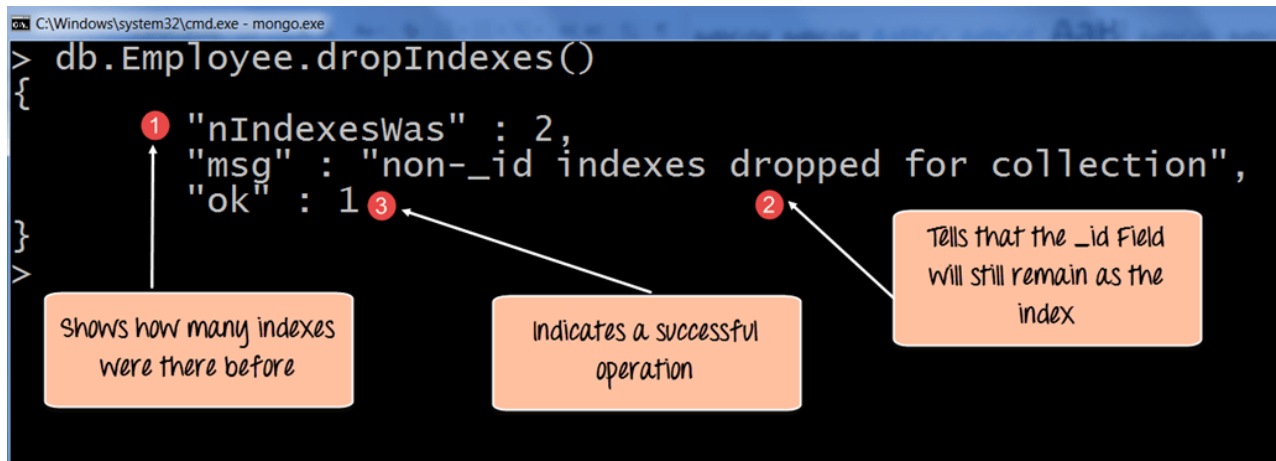 C:\Windows\system32\cmd.exe - mongo.exe
> db.Employee.dropIndexes()
{
1 "nIndexesWas" : 2,
"msg" : "non-_id indexes dropped for collection",
"ok" : 1 3
2
}
>
Shows how many indexes
were there before
Indicates a successful
operation
Tells that the _id Field
will still remain as the
index